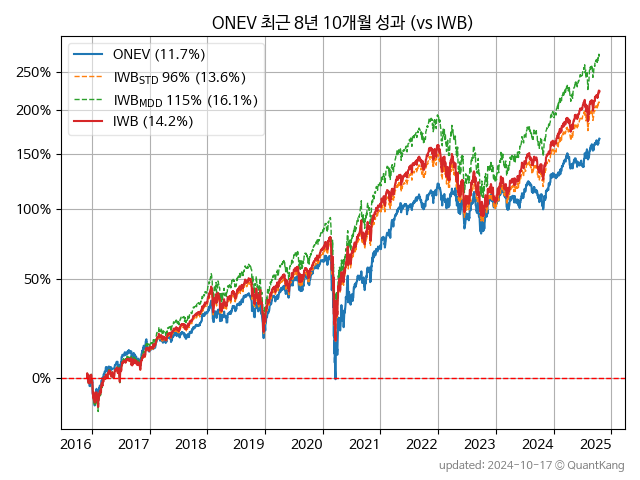 ONEV 최근 8년 10개월 성과 (vs IWB)
ONEV (11.7%)
IWB_STD 96% (13.6%)
IWB_MDD 115% (16.1%)
IWB (14.2%)
250%
200%
150%
100%
50%
0%
2016 2017 2018 2019 2020 2021 2022 2023 2024 2025
updated: 2024-10-17 © QuantKang